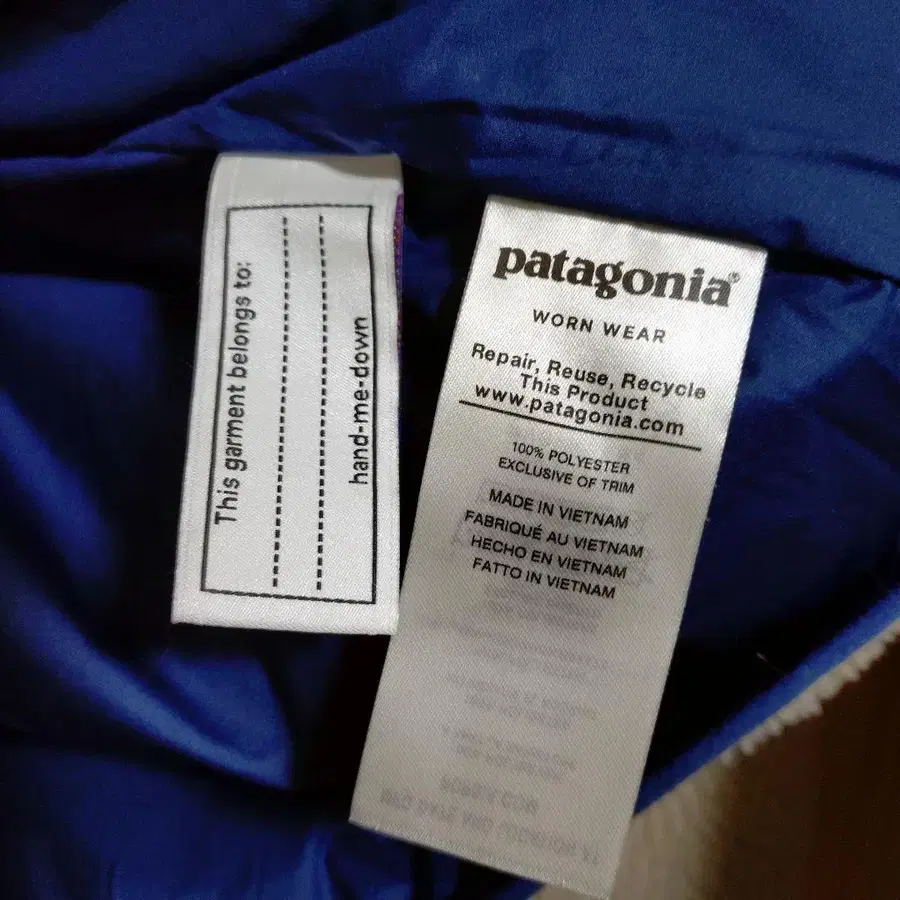 This garment belongs to:
hand-me-down
patagonia®
WORN WEAR
Repair, Reuse, Recycle
This Product
www.patagonia.com
100% POLYESTER
EXCLUSIVE OF TRIM
MADE IN VIETNAM
FABRIQUÉ AU VIETNAM
HECHO EN VIETNAM
FATTO IN VIETNAM